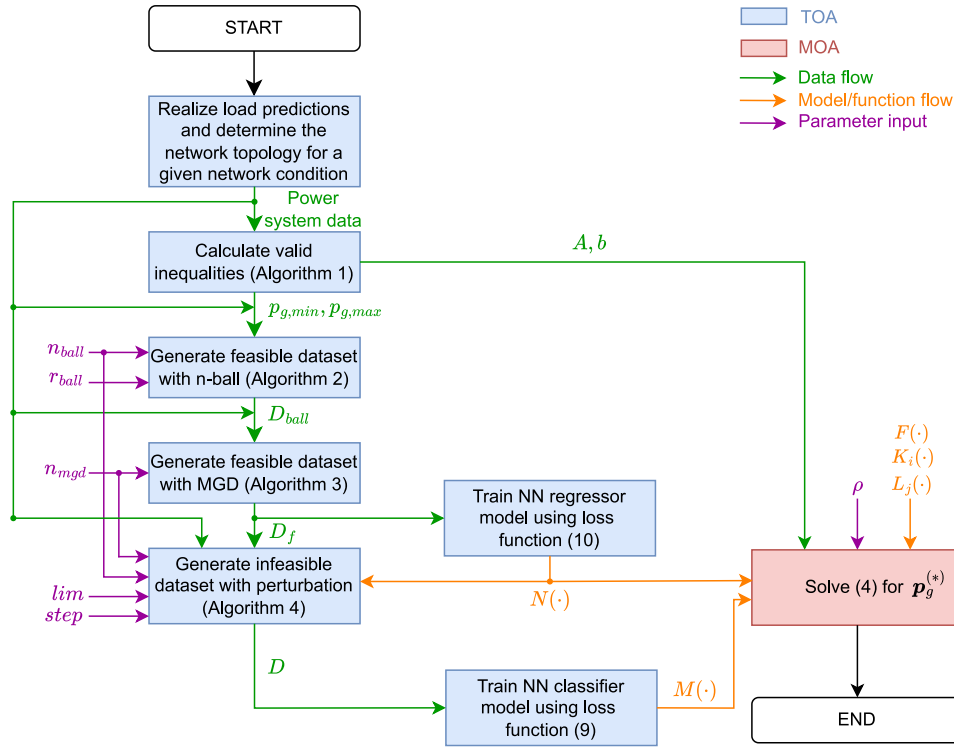 START
TOA
MOA
Data flow
Model/function flow
Parameter input
Realize load predictions
and determine the
network topology for a
given network condition
Power
system data
Calculate valid
inequalities (Algorithm 1)
A, b
p_{g,min}, p_{g,max}
n_{ball}
r_{ball}
Generate feasible dataset
with n-ball (Algorithm 2)
D_{ball}
n_{mgd}
Generate feasible dataset
with MGD (Algorithm 3)
D_f
Train NN regressor
model using loss
function (10)
F(·)
K_i(·)
L_j(·)
ρ
lim
step
Generate infeasible
dataset with perturbation
(Algorithm 4)
N(·)
Solve (4) for p_g^{(*)}
D
Train NN classifier
model using loss
function (9)
M(·)
END